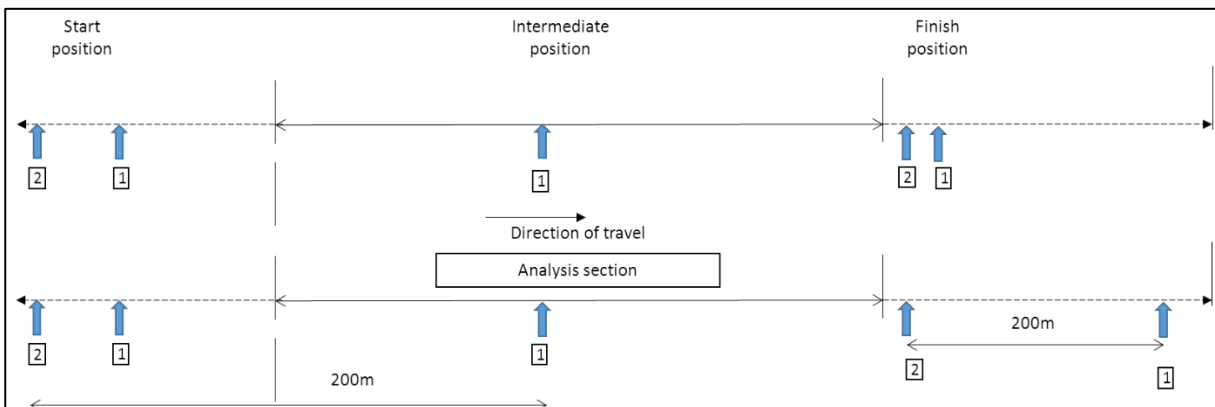 Start
position
Intermediate
position
Finish
position
2
1
1
2
1
Direction of travel
Analysis section
2
1
1
200m
2
1
200m